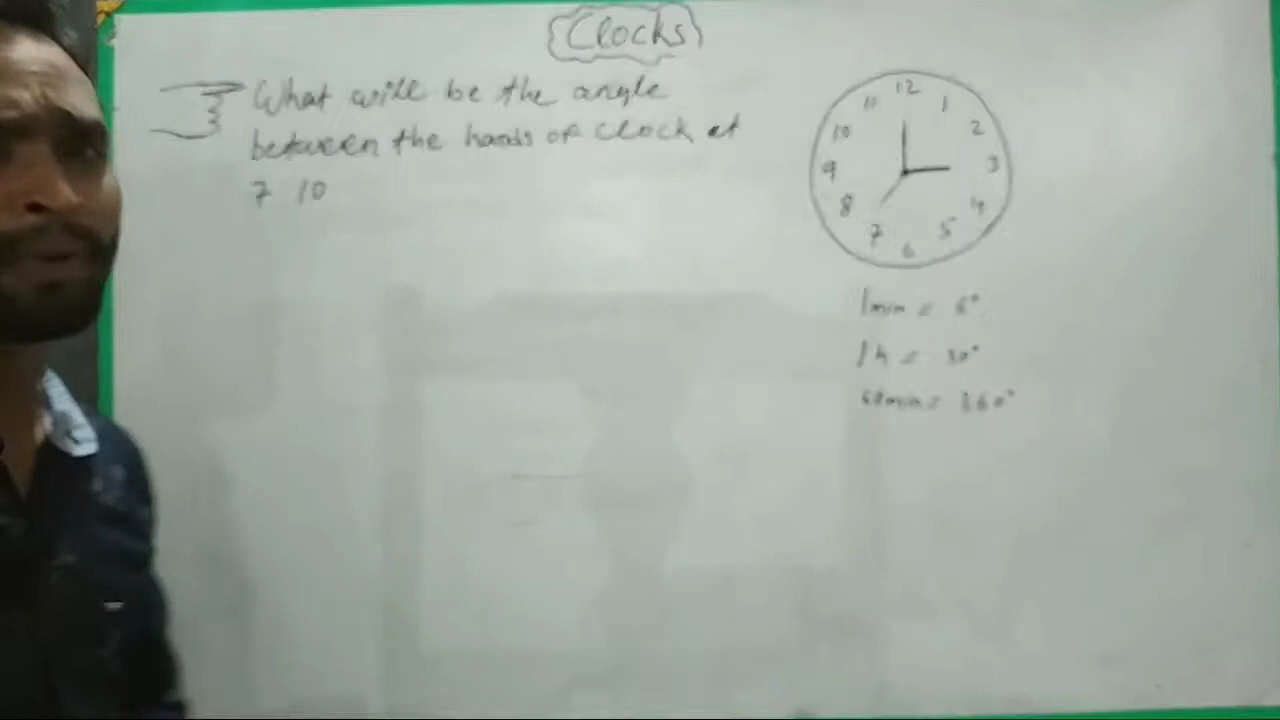 Clocks
What will be the angle
between the hands of clock at
7 10
12
11 1
10 2
9 3
8 4
7 5
6
1min = 6°
1h = 30°
60min = 360°